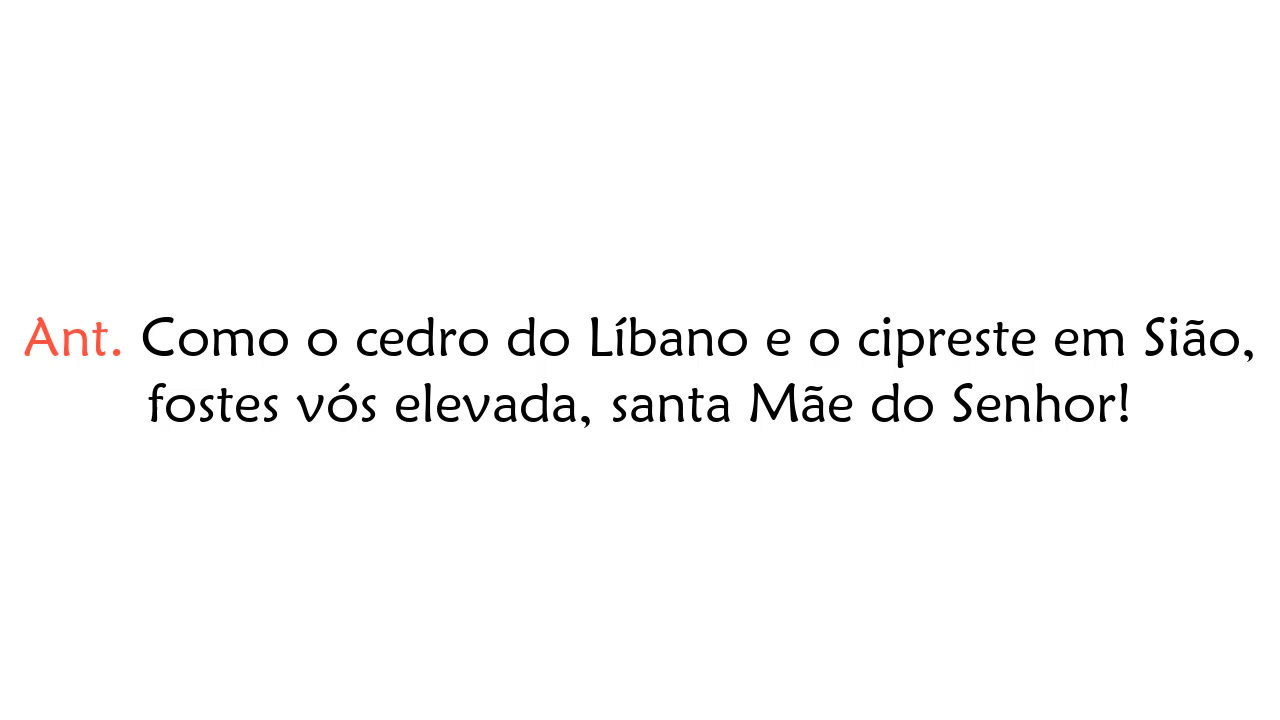 Ant. Como o cedro do Líbano e o cipreste em Sião,
fostes vós elevada, santa Mãe do Senhor!